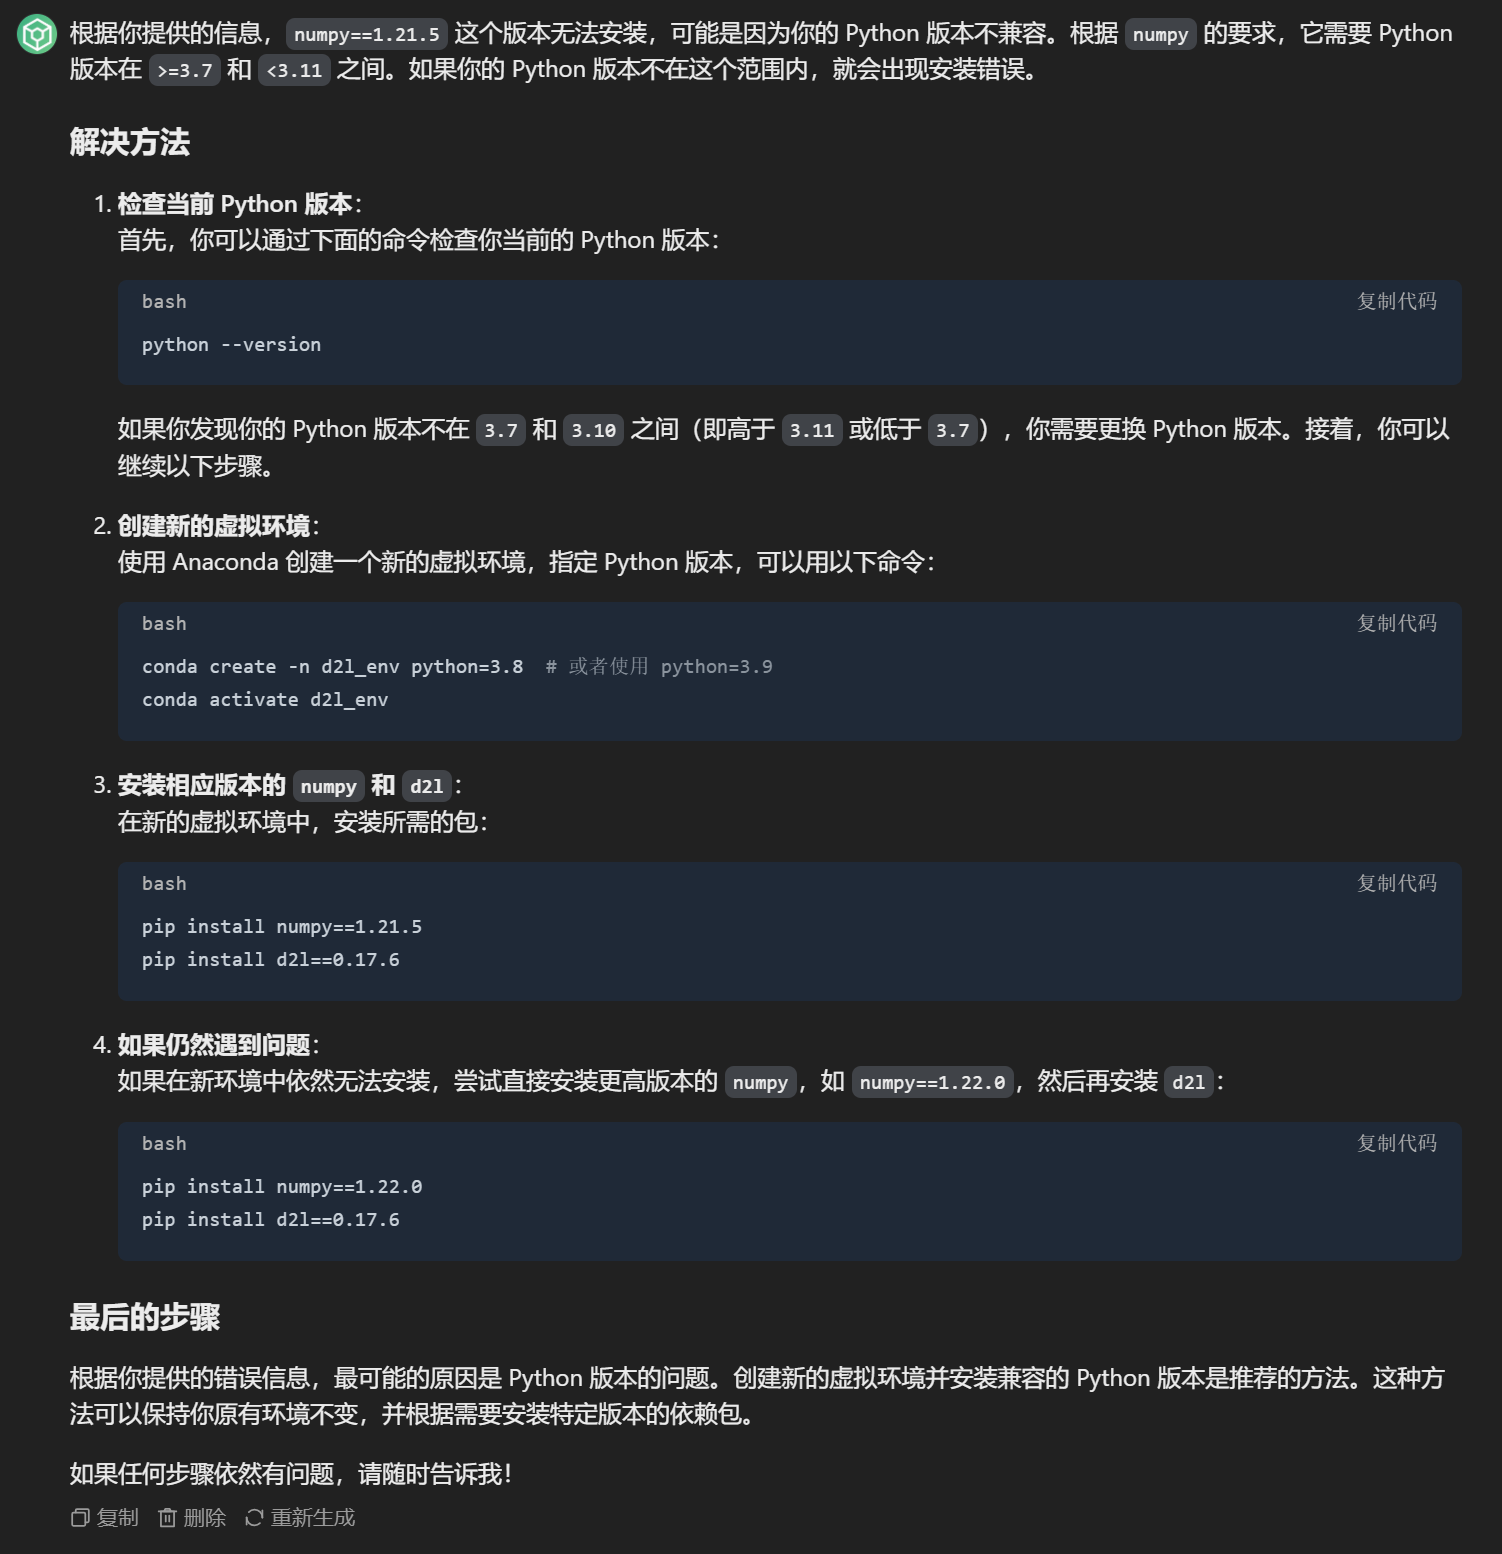 根据你提供的信息，numpy==1.21.5 这个版本无法安装，可能是因为你的 Python 版本不兼容。根据 numpy 的要求，它需要 Python
版本在 >=3.7 和 <3.11 之间。如果你的 Python 版本不在这个范围内，就会出现安装错误。
解决方法
1. 检查当前 Python 版本：
首先，你可以通过下面的命令检查你当前的 Python 版本：
bash 复制代码
python --version
如果你发现你的 Python 版本不在 3.7 和 3.10 之间（即高于 3.11 或低于 3.7），你需要更换 Python 版本。接着，你可以
继续以下步骤。
2. 创建新的虚拟环境：
使用 Anaconda 创建一个新的虚拟环境，指定 Python 版本，可以用以下命令：
bash 复制代码
conda create -n d2l_env python=3.8  # 或者使用 python=3.9
conda activate d2l_env
3. 安装相应版本的 numpy 和 d2l：
在新的虚拟环境中，安装所需的包：
bash 复制代码
pip install numpy==1.21.5
pip install d2l==0.17.6
4. 如果仍然遇到问题：
如果在新环境中依然无法安装，尝试直接安装更高版本的 numpy，如 numpy==1.22.0，然后再安装 d2l：
bash 复制代码
pip install numpy==1.22.0
pip install d2l==0.17.6
最后的步骤
根据你提供的错误信息，最可能的原因是 Python 版本的问题。创建新的虚拟环境并安装兼容的 Python 版本是推荐的方法。这种方
法可以保持你原有环境不变，并根据需要安装特定版本的依赖包。
如果任何步骤依然有问题，请随时告诉我！
复制 删除 重新生成